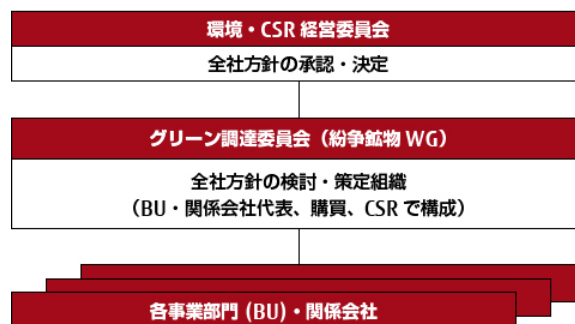 環境・CSR 経営委員会
全社方針の承認・決定
グリーン調達委員会（紛争鉱物 WG）
全社方針の検討・策定組織
（BU・関係会社代表、購買、CSR で構成）
各事業部門 (BU)・関係会社